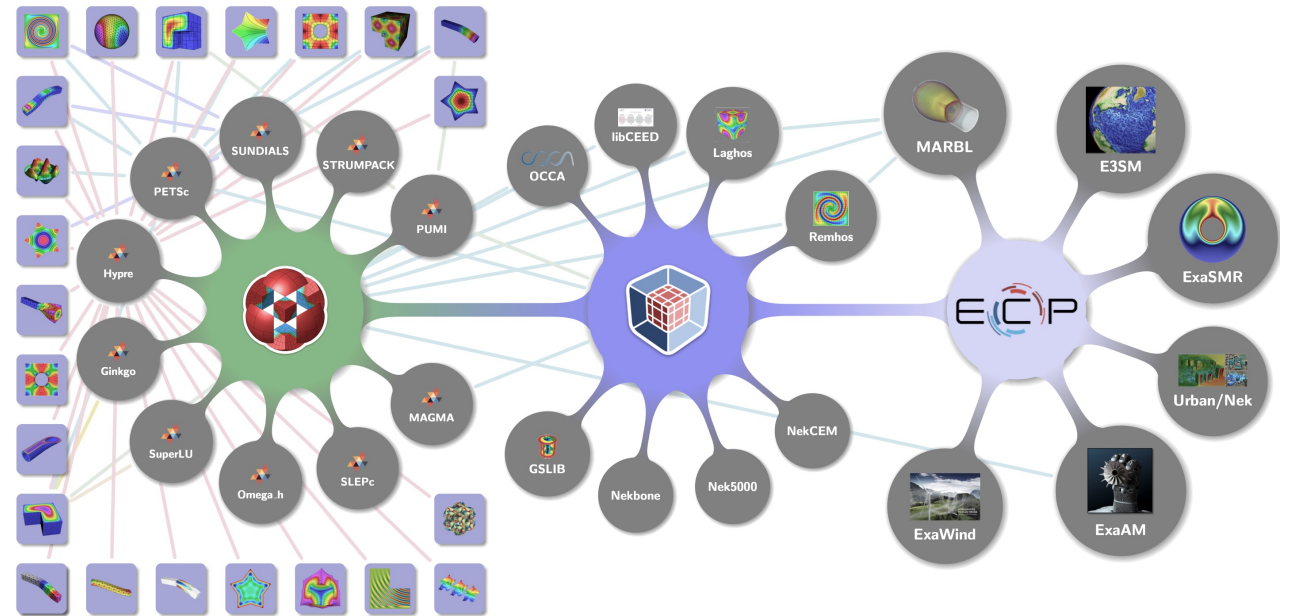 SUNDIALS
STRUMPACK
PETSc
PUMI
Hypre
Ginkgo
MAGMA
SuperLU
Omega_h
SLEPc
libCEED
OCCA
Laghos
Remhos
GSLIB
Nekbone
Nek5000
NekCEM
MARBL
E3SM
ExaSMR
ECP
Urban/Nek
ExaWind
ExaAM